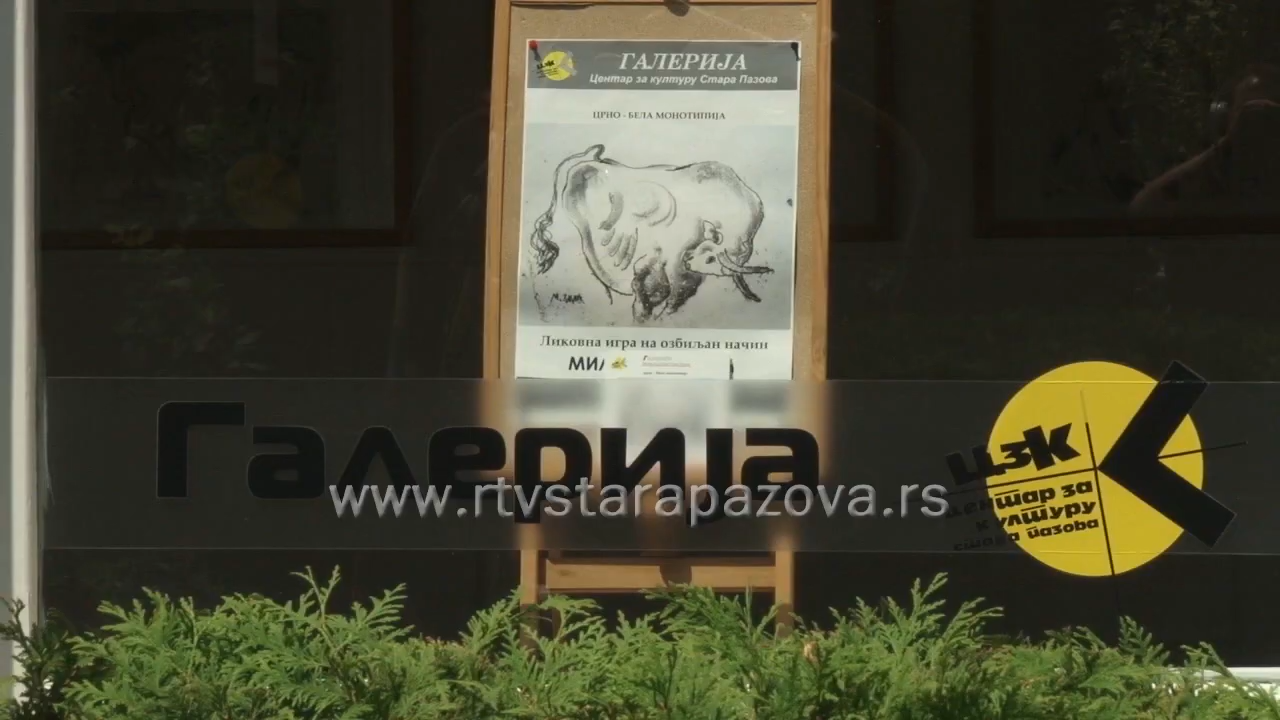 цзк
ГАЛЕРИЈА
Центар за културу Стара Пазова
ЦРНО - БЕЛА МОНОТИПИЈА
Ликовна игра на озбиљан начин
Галерија
www.rtvstarapazova.rs
цзк
центар за
културу
стара пазова